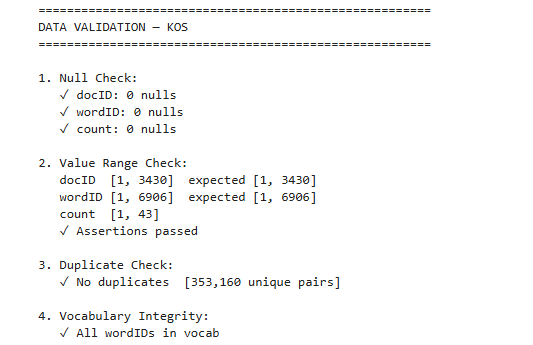 =======================================================
DATA VALIDATION — KOS
=======================================================
1. Null Check:
✓ docID: 0 nulls
✓ wordID: 0 nulls
✓ count: 0 nulls
2. Value Range Check:
docID  [1, 3430]  expected [1, 3430]
wordID [1, 6906]  expected [1, 6906]
count  [1, 43]
✓ Assertions passed
3. Duplicate Check:
✓ No duplicates  [353,160 unique pairs]
4. Vocabulary Integrity:
✓ All wordIDs in vocab